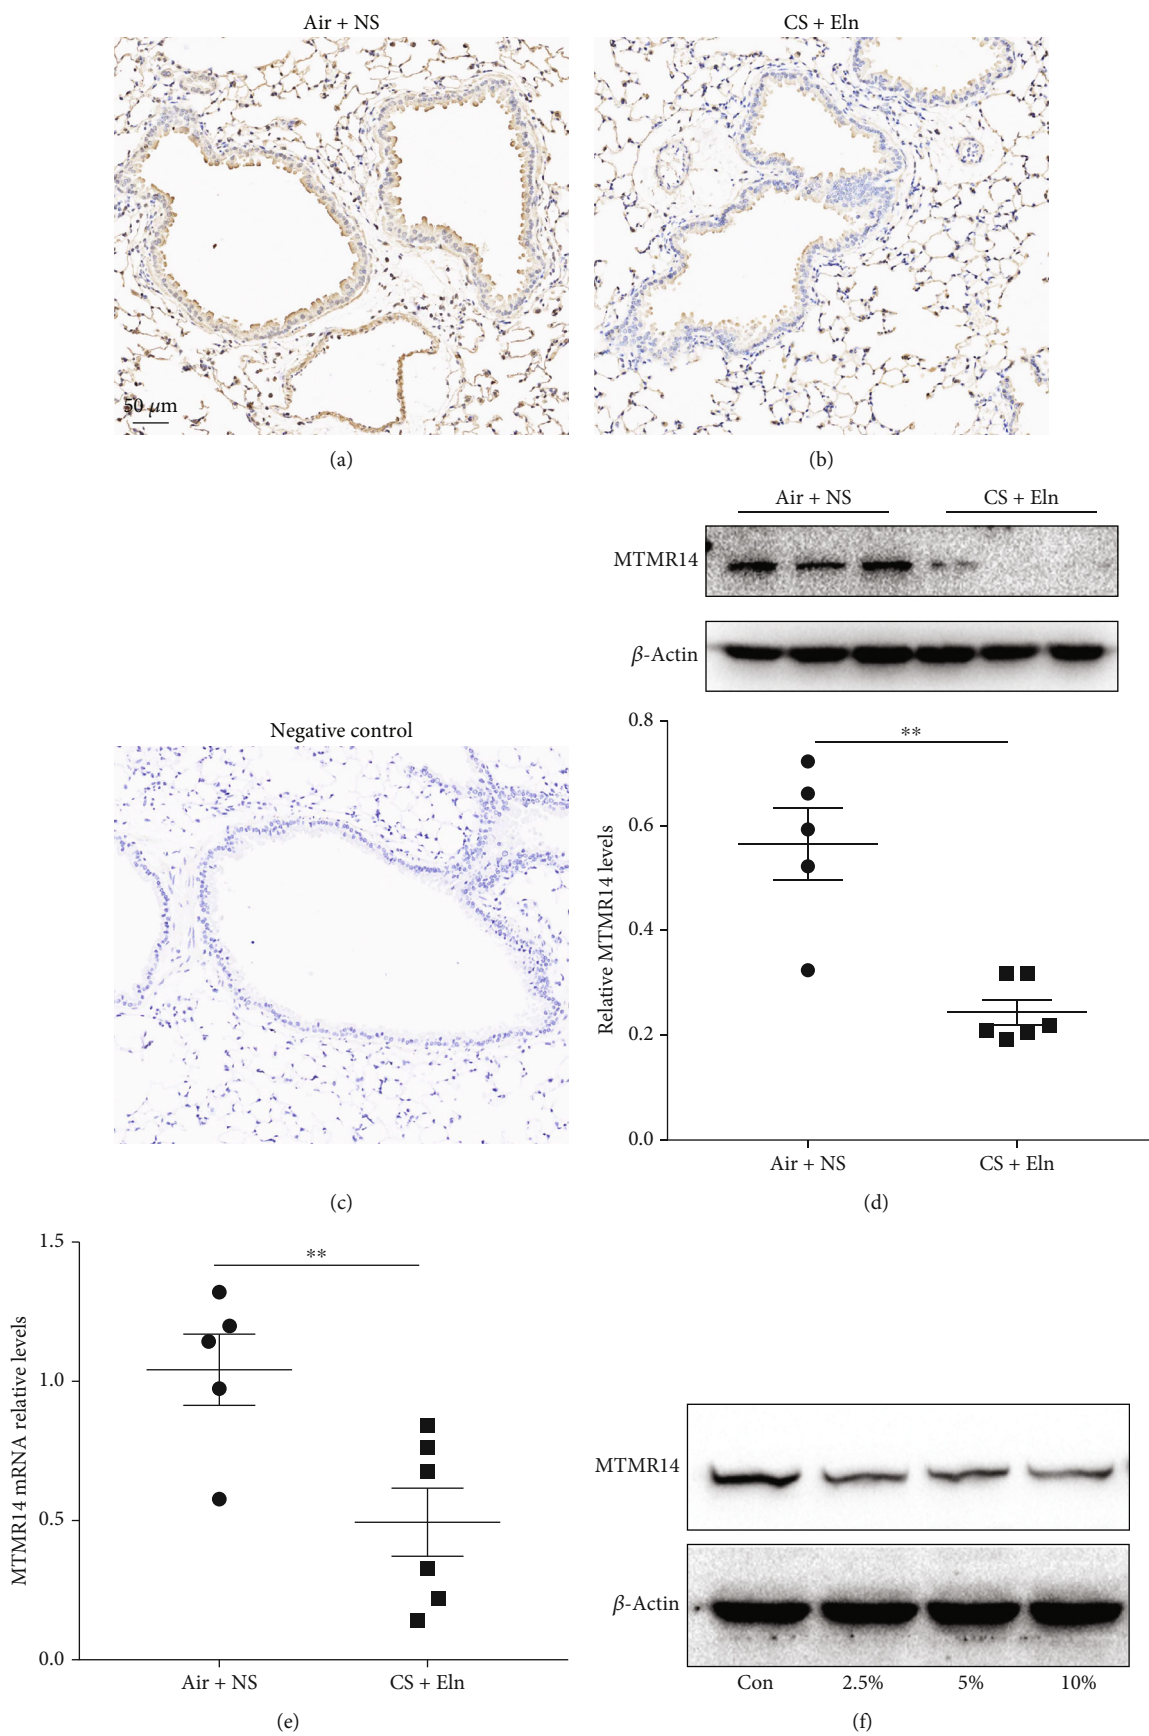 Air + NS
CS + Eln
50 μm
(a)
(b)
Air + NS
CS + Eln
MTMR14
β-Actin
Negative control
(c)
0.8
0.6
0.4
0.2
0.0
Relative MTMR14 levels
**
Air + NS
CS + Eln
(d)
1.5
1.0
0.5
0.0
MTMR14 mRNA relative levels
**
Air + NS
CS + Eln
(e)
MTMR14
β-Actin
Con 2.5% 5% 10%
(f)